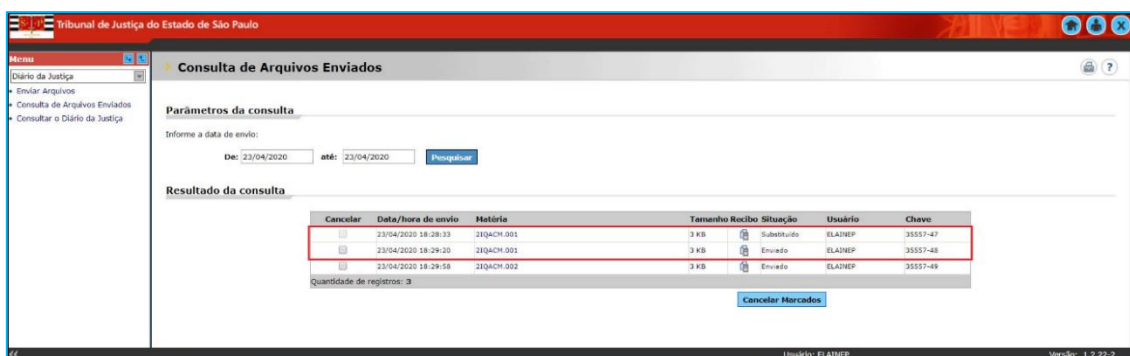 Tribunal de Justiça do Estado de São Paulo
Menu
Diário da Justiça
Enviar Arquivos
Consulta de Arquivos Enviados
Consultar o Diário da Justiça
Consulta de Arquivos Enviados
Parâmetros da consulta
Informe a data de envio:
De: 23/04/2020 até: 23/04/2020 Pesquisar
Resultado da consulta
Cancelar Data/hora de envio Matéria Tamanho Recibo Situação Usuário Chave
23/04/2020 18:28:33 2IQACM.001 3 KB Substituído ELAINEP 35557-47
23/04/2020 18:29:20 2IQACM.001 3 KB Enviado ELAINEP 35557-48
23/04/2020 18:29:58 2IQACM.002 3 KB Enviado ELAINEP 35557-49
Quantidade de registros: 3
Cancelar Marcados
Usuário: ELAINEP Versão: 1.2.22-2